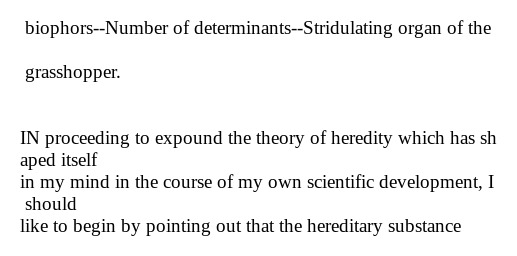 biophors--Number of determinants--Stridulating organ of the
grasshopper.
IN proceeding to expound the theory of heredity which has sh
aped itself
in my mind in the course of my own scientific development, I
should
like to begin by pointing out that the hereditary substance